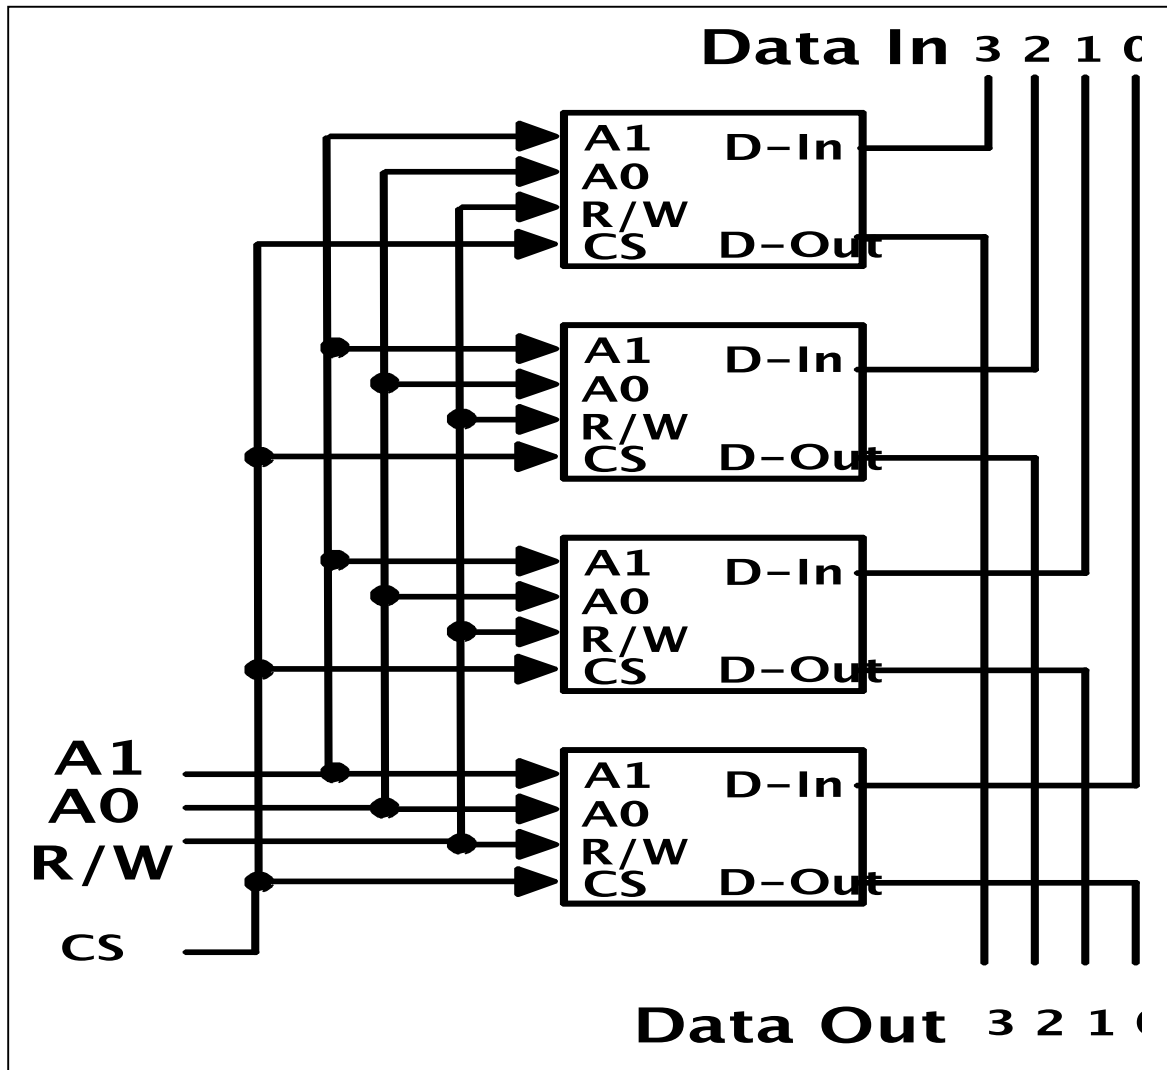 Data In 3 2 1 0
A1 D-In
A0
R/W
CS D-Out
A1 D-In
A0
R/W
CS D-Out
A1 D-In
A0
R/W
CS D-Out
A1 D-In
A0
R/W
CS D-Out
A1
A0
R/W
CS
Data Out 3 2 1